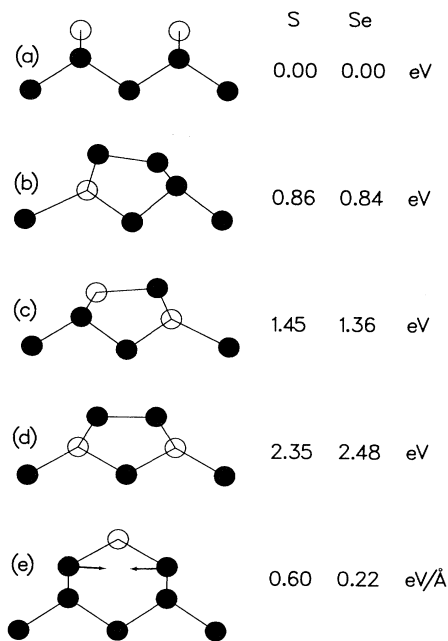 S Se
(a) 0.00 0.00 eV
(b) 0.86 0.84 eV
(c) 1.45 1.36 eV
(d) 2.35 2.48 eV
(e) 0.60 0.22 eV/Å